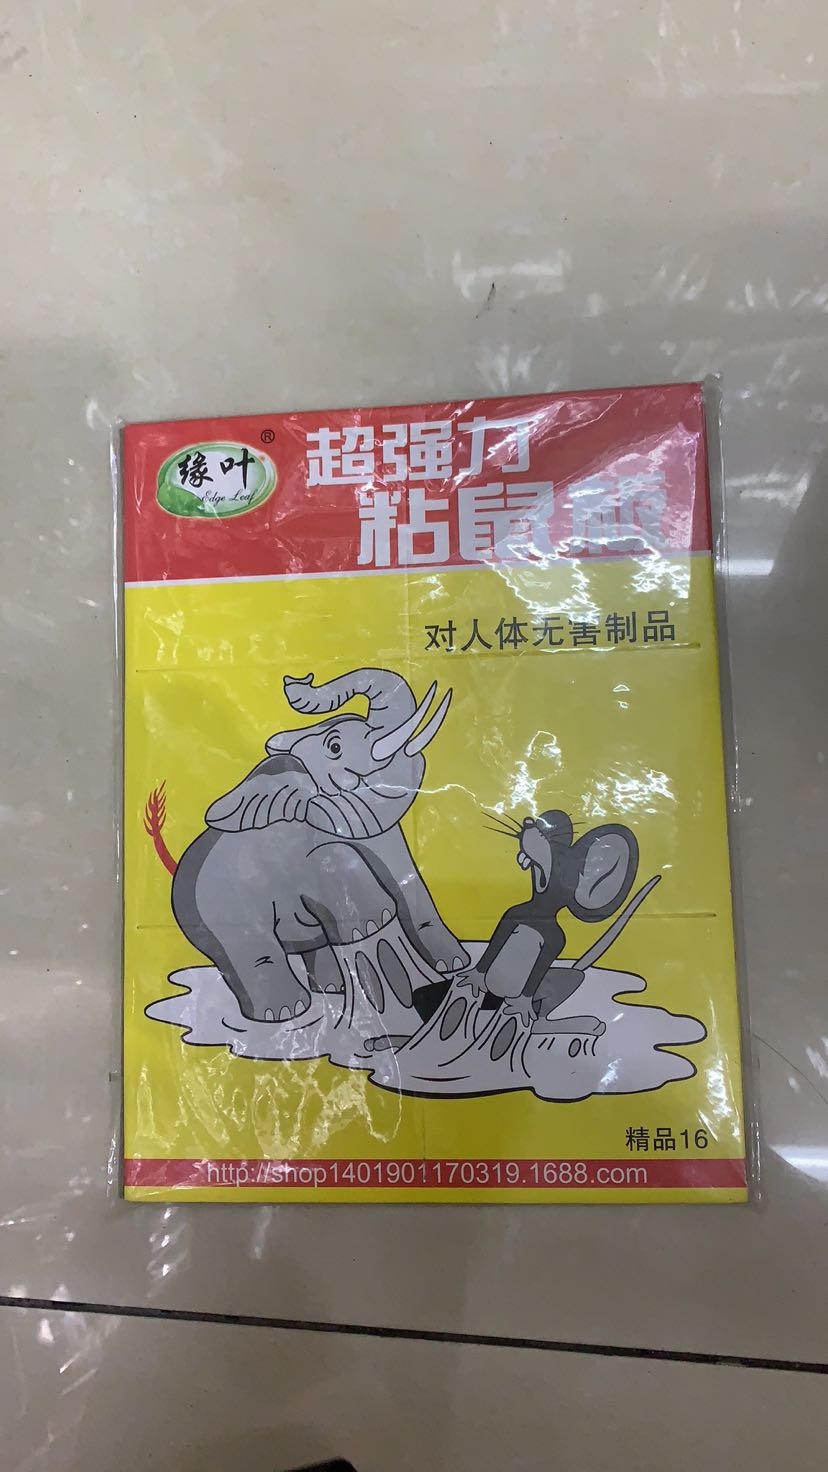 缘叶®
Edge Leaf
超强力
粘鼠板
对人体无害制品
精品16
http://shop1401901170319.1688.com